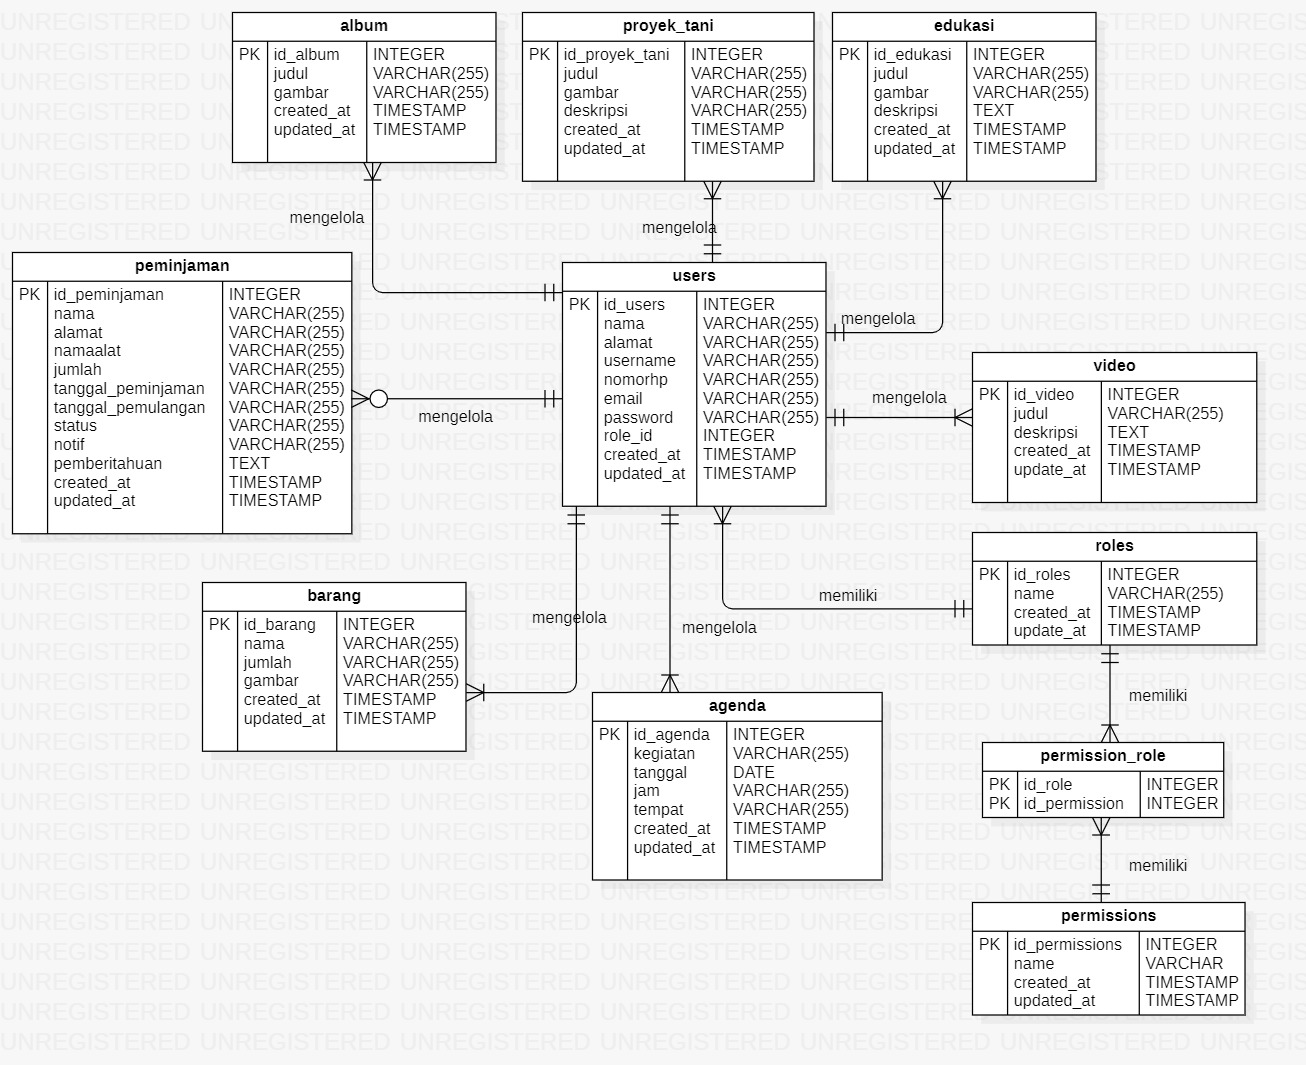 album
PK id_album INTEGER
judul VARCHAR(255)
gambar VARCHAR(255)
created_at TIMESTAMP
updated_at TIMESTAMP
proyek_tani
PK id_proyek_tani INTEGER
judul VARCHAR(255)
gambar VARCHAR(255)
deskripsi VARCHAR(255)
created_at TIMESTAMP
updated_at TIMESTAMP
edukasi
PK id_edukasi INTEGER
judul VARCHAR(255)
gambar VARCHAR(255)
deskripsi TEXT
created_at TIMESTAMP
updated_at TIMESTAMP
mengelola
mengelola
mengelola
peminjaman
PK id_peminjaman INTEGER
nama VARCHAR(255)
alamat VARCHAR(255)
namaalat VARCHAR(255)
jumlah VARCHAR(255)
tanggal_peminjaman VARCHAR(255)
tanggal_pemulangan VARCHAR(255)
status VARCHAR(255)
notif VARCHAR(255)
pemberitahuan TEXT
created_at TIMESTAMP
updated_at TIMESTAMP
mengelola
users
PK id_users INTEGER
nama VARCHAR(255)
alamat VARCHAR(255)
username VARCHAR(255)
nomorhp VARCHAR(255)
email VARCHAR(255)
password VARCHAR(255)
role_id INTEGER
created_at TIMESTAMP
updated_at TIMESTAMP
mengelola
video
PK id_video INTEGER
judul VARCHAR(255)
deskripsi TEXT
created_at TIMESTAMP
update_at TIMESTAMP
roles
PK id_roles INTEGER
name VARCHAR(255)
created_at TIMESTAMP
update_at TIMESTAMP
memiliki
barang
PK id_barang INTEGER
nama VARCHAR(255)
jumlah VARCHAR(255)
gambar VARCHAR(255)
created_at TIMESTAMP
updated_at TIMESTAMP
mengelola
mengelola
agenda
PK id_agenda INTEGER
kegiatan VARCHAR(255)
tanggal DATE
jam VARCHAR(255)
tempat VARCHAR(255)
created_at TIMESTAMP
updated_at TIMESTAMP
memiliki
permission_role
PK id_role INTEGER
PK id_permission INTEGER
memiliki
permissions
PK id_permissions INTEGER
name VARCHAR
created_at TIMESTAMP
updated_at TIMESTAMP
UNREGISTERED